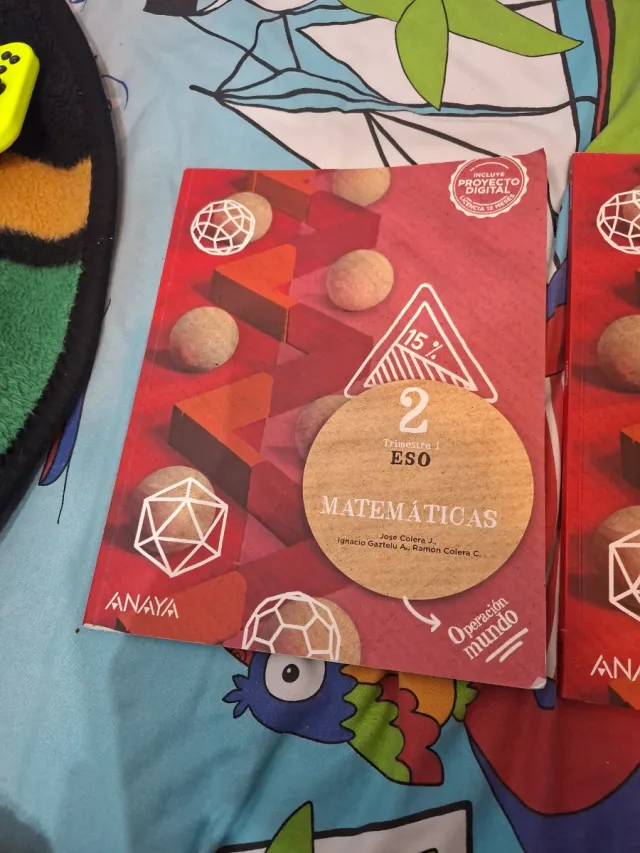 INCLUYE
PROYECTO
DIGITAL
LICENCIA 12 MESES
15 %
2
Trimestre 1
ESO
MATEMÁTICAS
Jose Colera J.,
Ignacio Gaztelu A., Ramón Colera C.
ANAYA
Operación
mundo
ANA